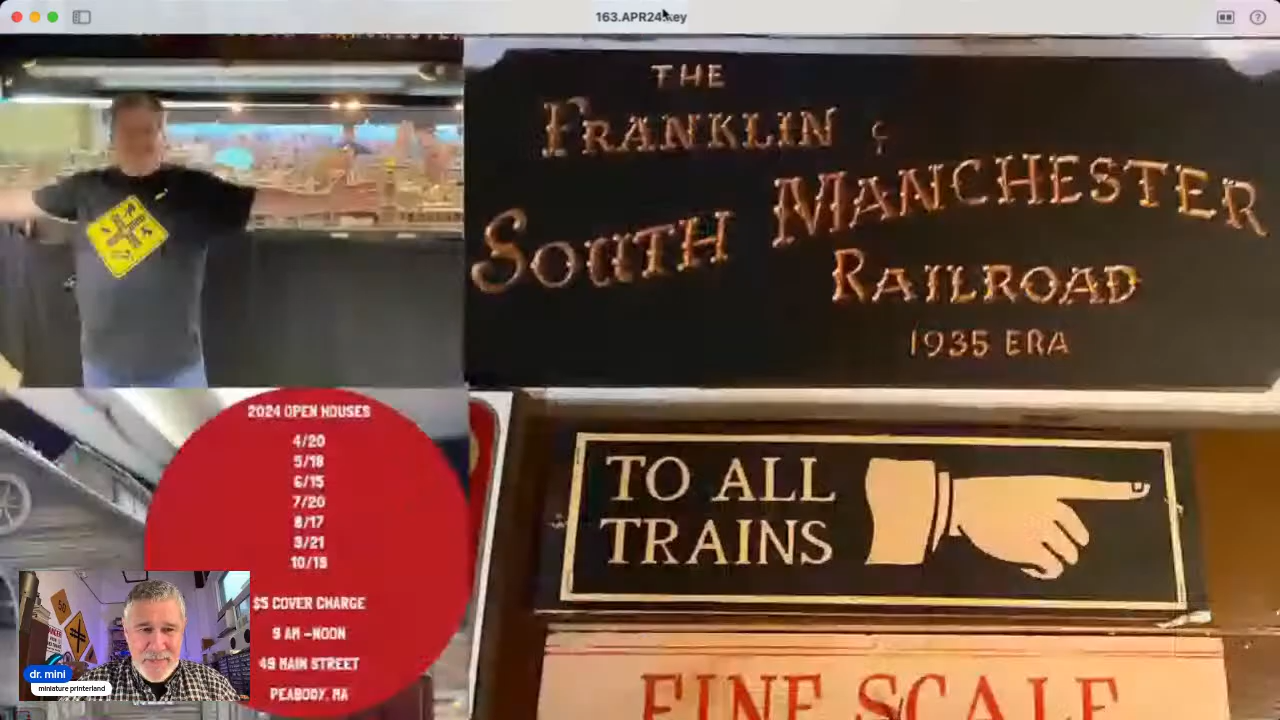 163.APR24.key
THE
FRANKLIN &
SOUTH MANCHESTER
RAILROAD
1935 ERA
2024 OPEN HOUSES
4/20
5/18
6/15
7/20
8/17
9/21
10/19
$5 COVER CHARGE
9 AM -NOON
49 MAIN STREET
PEABODY, MA
TO ALL
TRAINS
FINE SCALE
dr. mini
miniature printerland